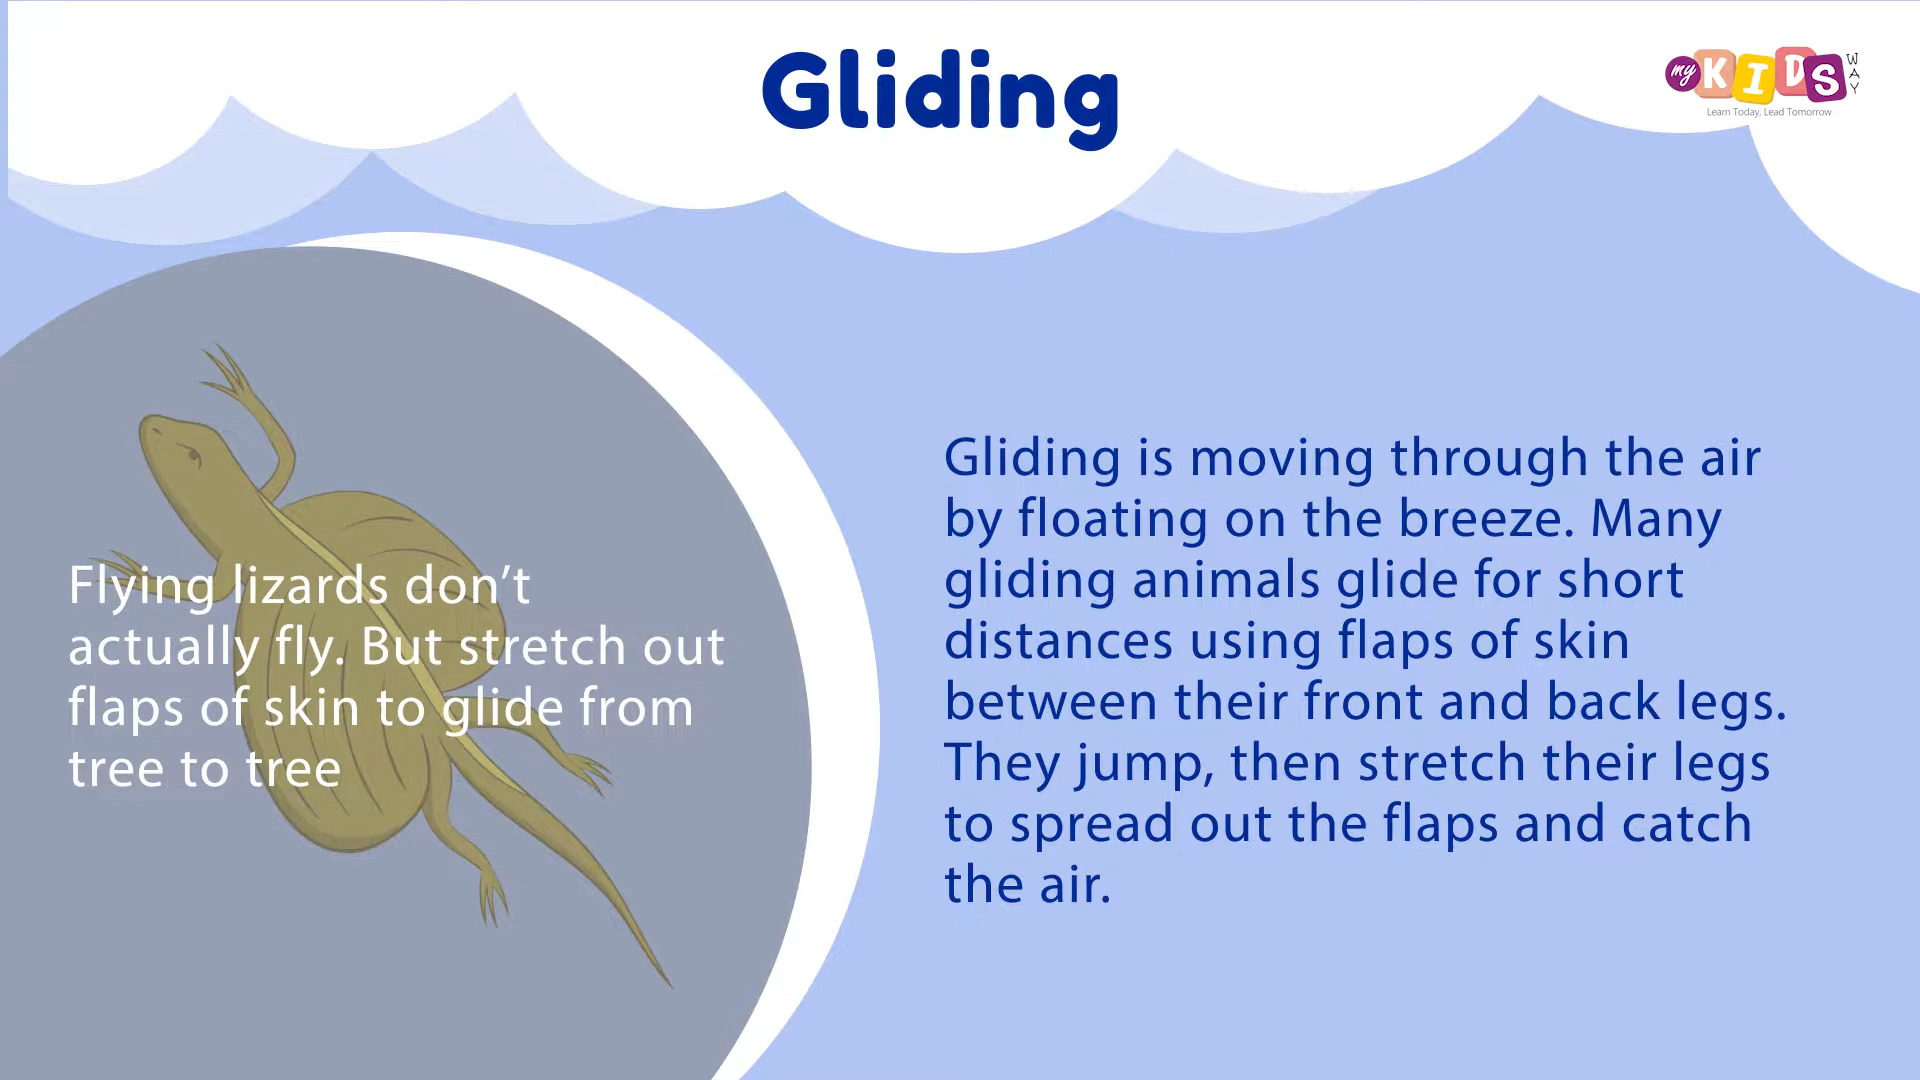 Gliding
my KIDS WAY
Learn Today, Lead Tomorrow
Flying lizards don’t
actually fly. But stretch out
flaps of skin to glide from
tree to tree
Gliding is moving through the air
by floating on the breeze. Many
gliding animals glide for short
distances using flaps of skin
between their front and back legs.
They jump, then stretch their legs
to spread out the flaps and catch
the air.